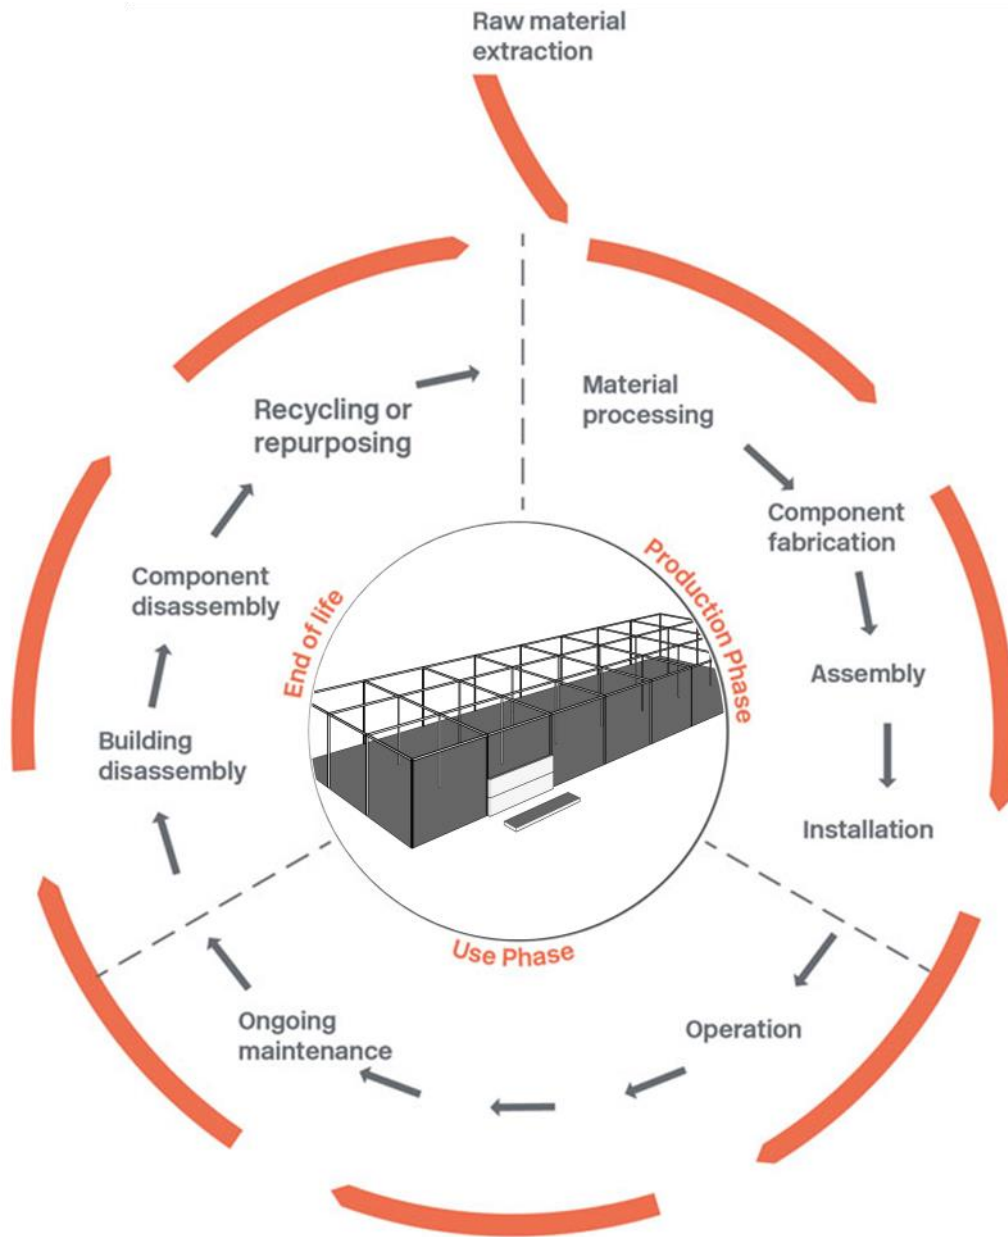 Raw material
extraction
Material
processing
Component
fabrication
Assembly
Installation
Operation
Ongoing
maintenance
Building
disassembly
Component
disassembly
Recycling or
repurposing
Production Phase
Use Phase
End of life